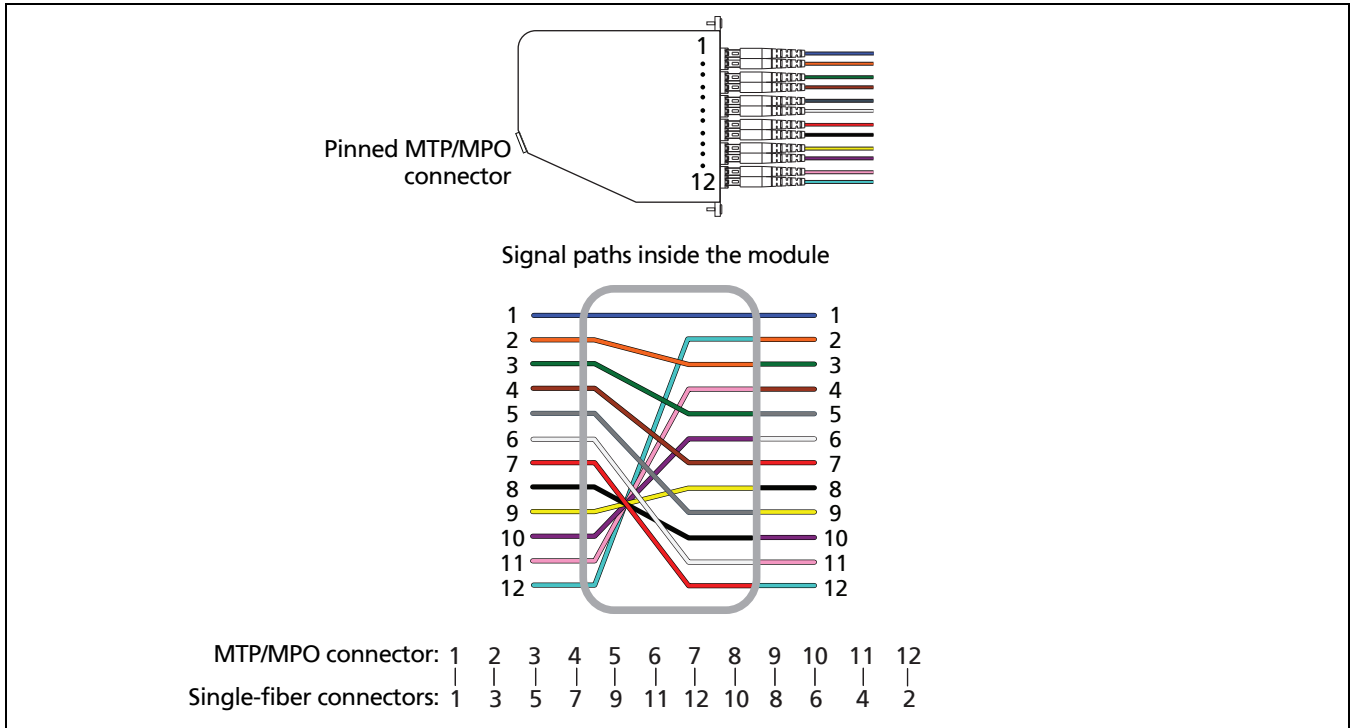 1
12
Pinned MTP/MPO
connector
Signal paths inside the module
1 1
2 2
3 3
4 4
5 5
6 6
7 7
8 8
9 9
10 10
11 11
12 12
MTP/MPO connector: 1 2 3 4 5 6 7 8 9 10 11 12
Single-fiber connectors: 1 3 5 7 9 11 12 10 8 6 4 2